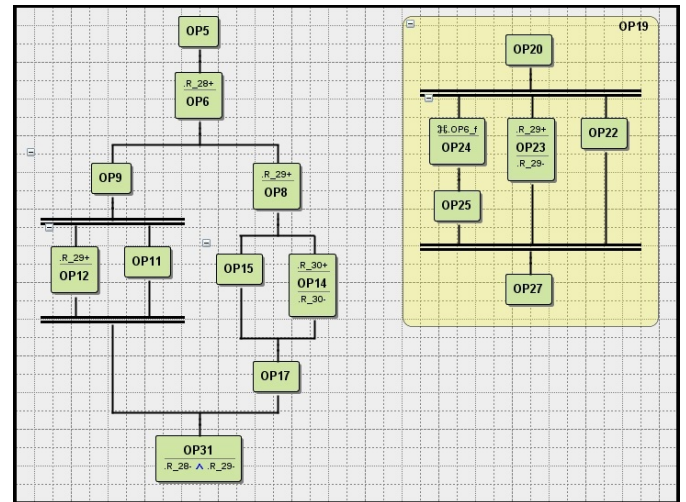 OP5
.R_28+
OP6
OP9
.R_29+
OP8
.R_29+
OP12
OP11
OP15
.R_30+
OP14
.R_30-
OP17
OP31
.R_28- ∧ .R_29-
OP19
OP20
.OP6_f
OP24
.R_29+
OP23
.R_29-
OP22
OP25
OP27